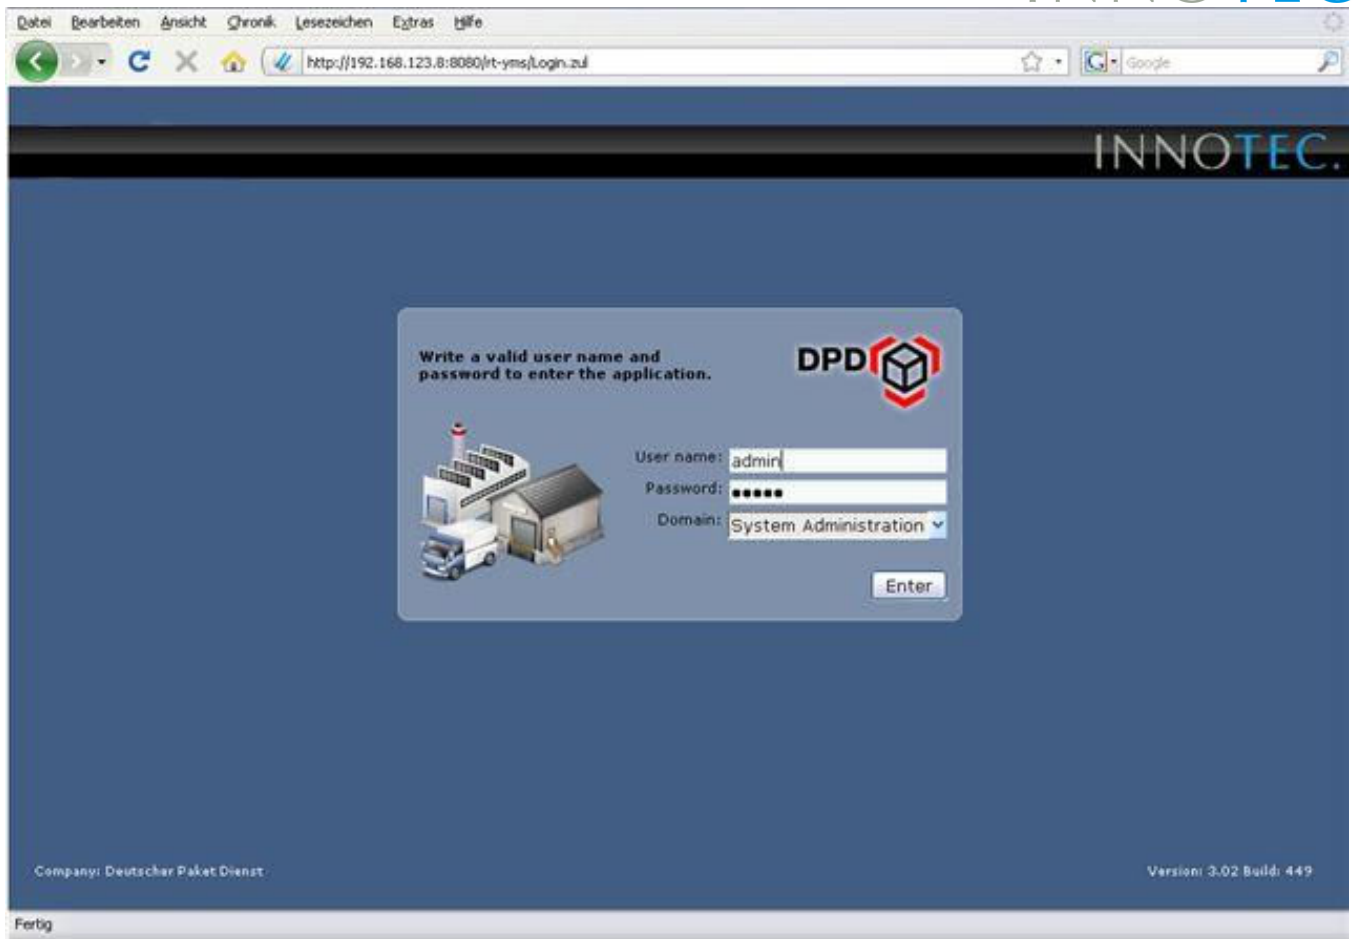 INNOTEC
Datei Bearbeiten Ansicht Chronik Lesezeichen Extras Hilfe
http://192.168.123.8:8080/rt-yms/Login.zul
G Google
INNOTEC.
Write a valid user name and
password to enter the application.
DPD
User name: admin
Password: •••••
Domain: System Administration
Enter
Company: Deutscher Paket Dienst
Version: 3.02 Build: 449
Fertig